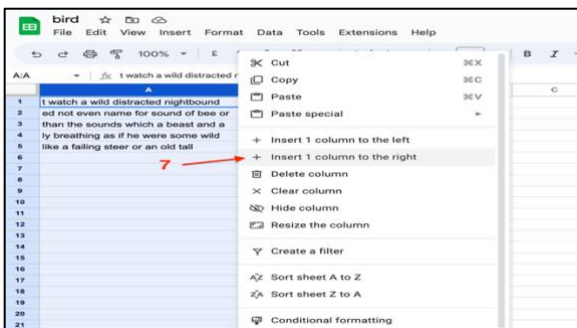 bird
File Edit View Insert Format Data Tools Extensions Help
100% £ B I
A:A fx t watch a wild distracted r
A C
1 t watch a wild distracted nightbound
2 ed not even name for sound of bee or
3 than the sounds which a beast and a
4 ly breathing as if he were some wild
5 like a failing steer or an old tall
6
7
8
9
10
11
12
13
14
15
16
17
18
19
20
21
Cut ⌘X
Copy ⌘C
Paste ⌘V
Paste special
+ Insert 1 column to the left
7
+ Insert 1 column to the right
Delete column
Clear column
Hide column
Resize the column
Create a filter
Sort sheet A to Z
Sort sheet Z to A
Conditional formatting